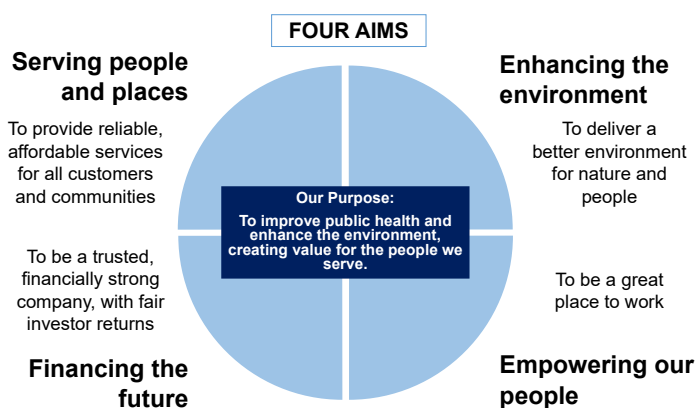 FOUR AIMS
Serving people
and places
To provide reliable,
affordable services
for all customers
and communities
Enhancing the
environment
To deliver a
better environment
for nature and
people
Our Purpose:
To improve public health and
enhance the environment,
creating value for the people we
serve.
To be a trusted,
financially strong
company, with fair
investor returns
Financing the
future
To be a great
place to work
Empowering our
people